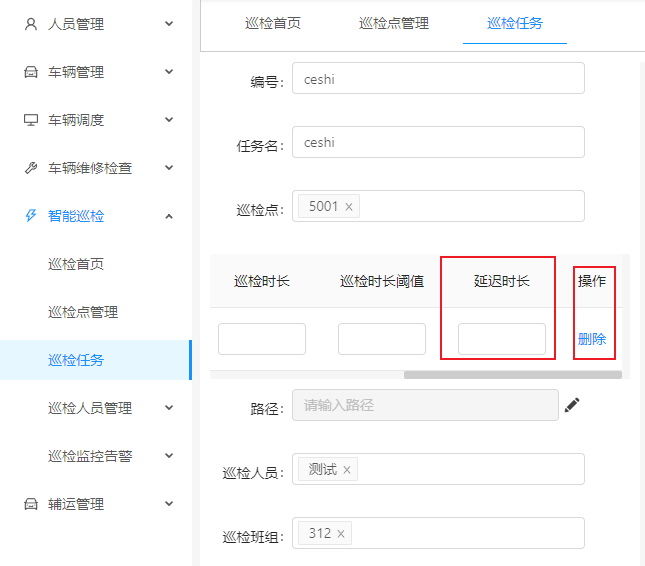 人员管理
车辆管理
车辆调度
车辆维修检查
智能巡检
巡检首页
巡检点管理
巡检任务
巡检人员管理
巡检监控告警
辅运管理
巡检首页 巡检点管理 巡检任务
编号: ceshi
任务名: ceshi
巡检点: 5001 x
巡检时长 巡检时长阈值 延迟时长 操作
删除
路径: 请输入路径
巡检人员: 测试 x
巡检班组: 312 x